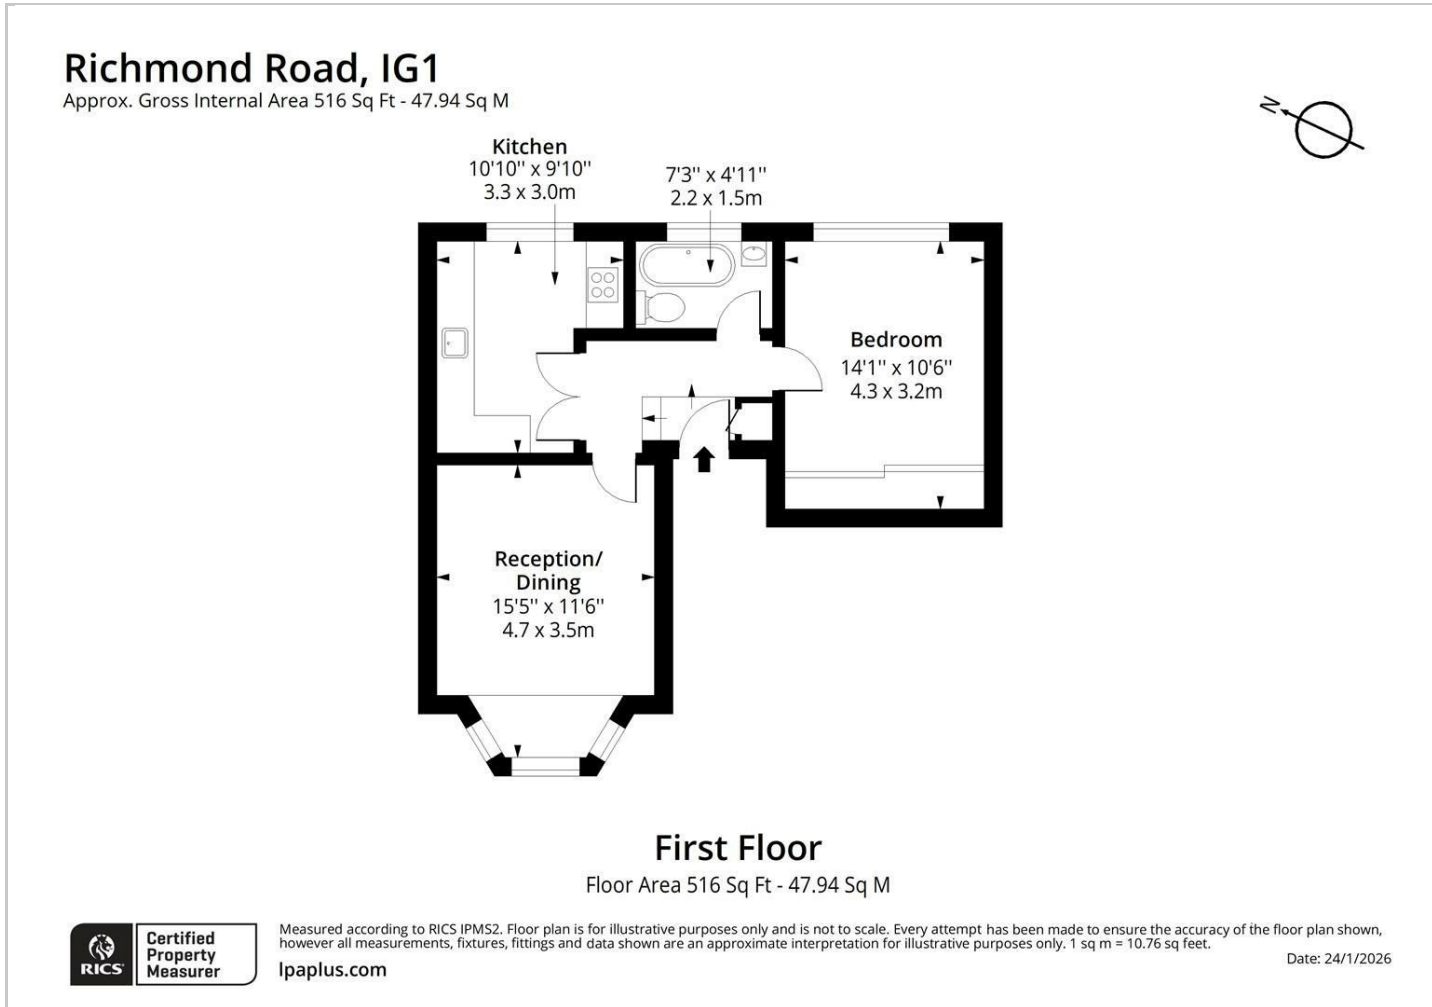 Richmond Road, IG1
Approx. Gross Internal Area 516 Sq Ft - 47.94 Sq M
N
Kitchen
10'10'' x 9'10''
3.3 x 3.0m
7'3'' x 4'11''
2.2 x 1.5m
Bedroom
14'1'' x 10'6''
4.3 x 3.2m
Reception/
Dining
15'5'' x 11'6''
4.7 x 3.5m
First Floor
Floor Area 516 Sq Ft - 47.94 Sq M
RICS
Certified
Property
Measurer
Measured according to RICS IPMS2. Floor plan is for illustrative purposes only and is not to scale. Every attempt has been made to ensure the accuracy of the floor plan shown,
however all measurements, fixtures, fittings and data shown are an approximate interpretation for illustrative purposes only. 1 sq m = 10.76 sq feet.
lpaplus.com
Date: 24/1/2026